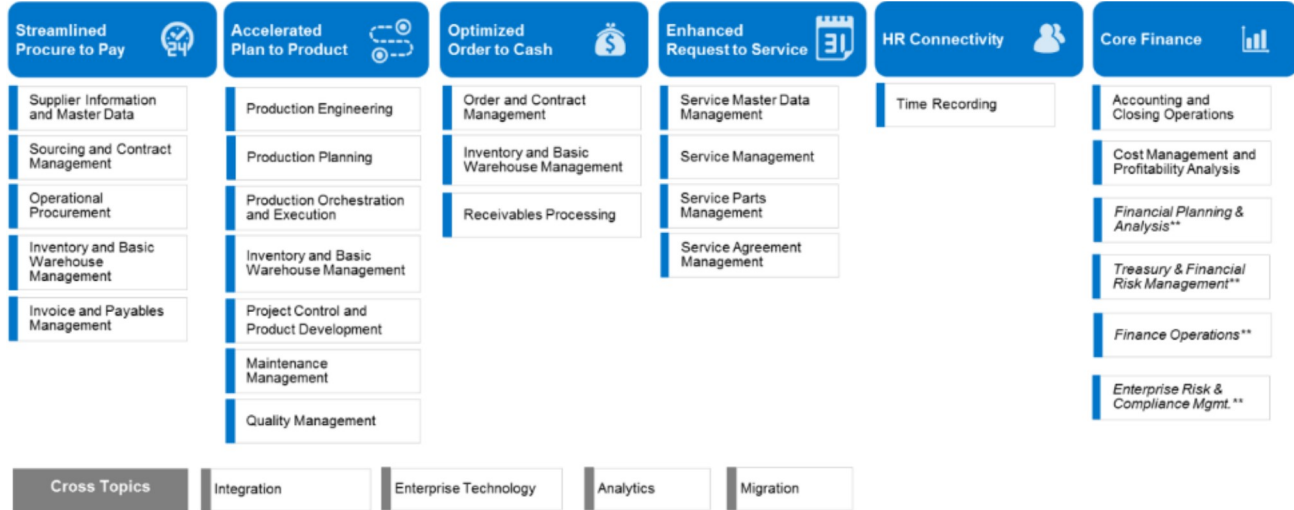 Streamlined
Procure to Pay
24
Supplier Information
and Master Data
Sourcing and Contract
Management
Operational
Procurement
Inventory and Basic
Warehouse
Management
Invoice and Payables
Management
Accelerated
Plan to Product
Production Engineering
Production Planning
Production Orchestration
and Execution
Inventory and Basic
Warehouse Management
Project Control and
Product Development
Maintenance
Management
Quality Management
Optimized
Order to Cash
$
Order and Contract
Management
Inventory and Basic
Warehouse Management
Receivables Processing
Enhanced
Request to Service
31
Service Master Data
Management
Service Management
Service Parts
Management
Service Agreement
Management
HR Connectivity
Time Recording
Core Finance
Accounting and
Closing Operations
Cost Management and
Profitability Analysis
Financial Planning &
Analysis**
Treasury & Financial
Risk Management**
Finance Operations**
Enterprise Risk &
Compliance Mgmt.**
Cross Topics
Integration
Enterprise Technology
Analytics
Migration